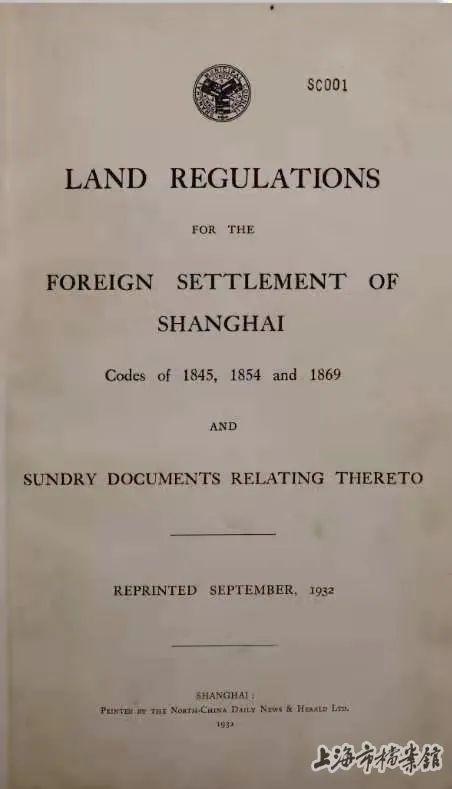 SC001
LAND REGULATIONS
FOR THE
FOREIGN SETTLEMENT OF
SHANGHAI
Codes of 1845, 1854 and 1869
AND
SUNDRY DOCUMENTS RELATING THERETO
REPRINTED SEPTEMBER, 1932
SHANGHAI:
PRINTED BY THE NORTH-CHINA DAILY NEWS & HERALD LTD.
1932
上海市檔案館